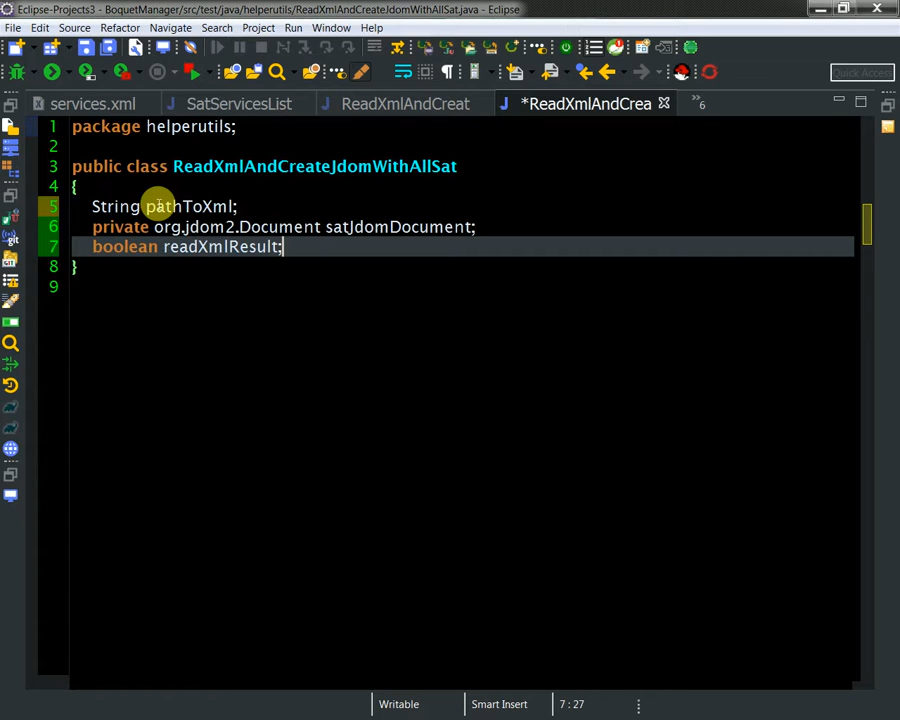 Eclipse-Projects3 - BoquetManager/src/test/java/helperutils/ReadXmlAndCreateJdomWithAllSat.java - Eclipse
File Edit Source Refactor Navigate Search Project Run Window Help
Quick Access
services.xml SatServicesList ReadXmlAndCreat *ReadXmlAndCrea »6
1 package helperutils;
2
3 public class ReadXmlAndCreateJdomWithAllSat
4 {
5 String pathToXml;
6 private org.jdom2.Document satJdomDocument;
7 boolean readXmlResult;
8 }
9
Writable Smart Insert 7 : 27